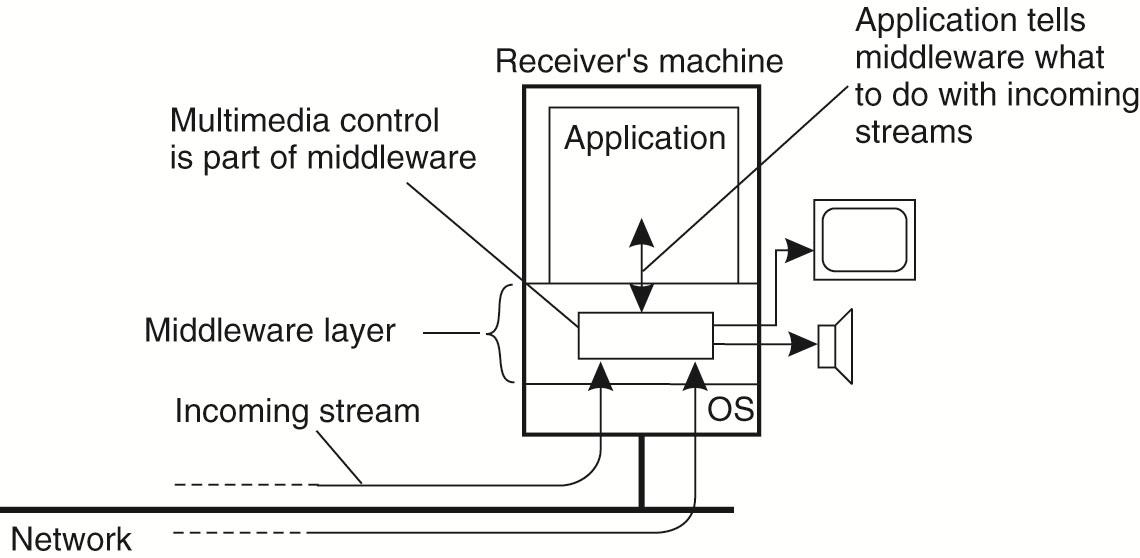 Application tells
middleware what
to do with incoming
streams
Receiver's machine
Multimedia control
is part of middleware
Application
Middleware layer
Incoming stream
OS
Network